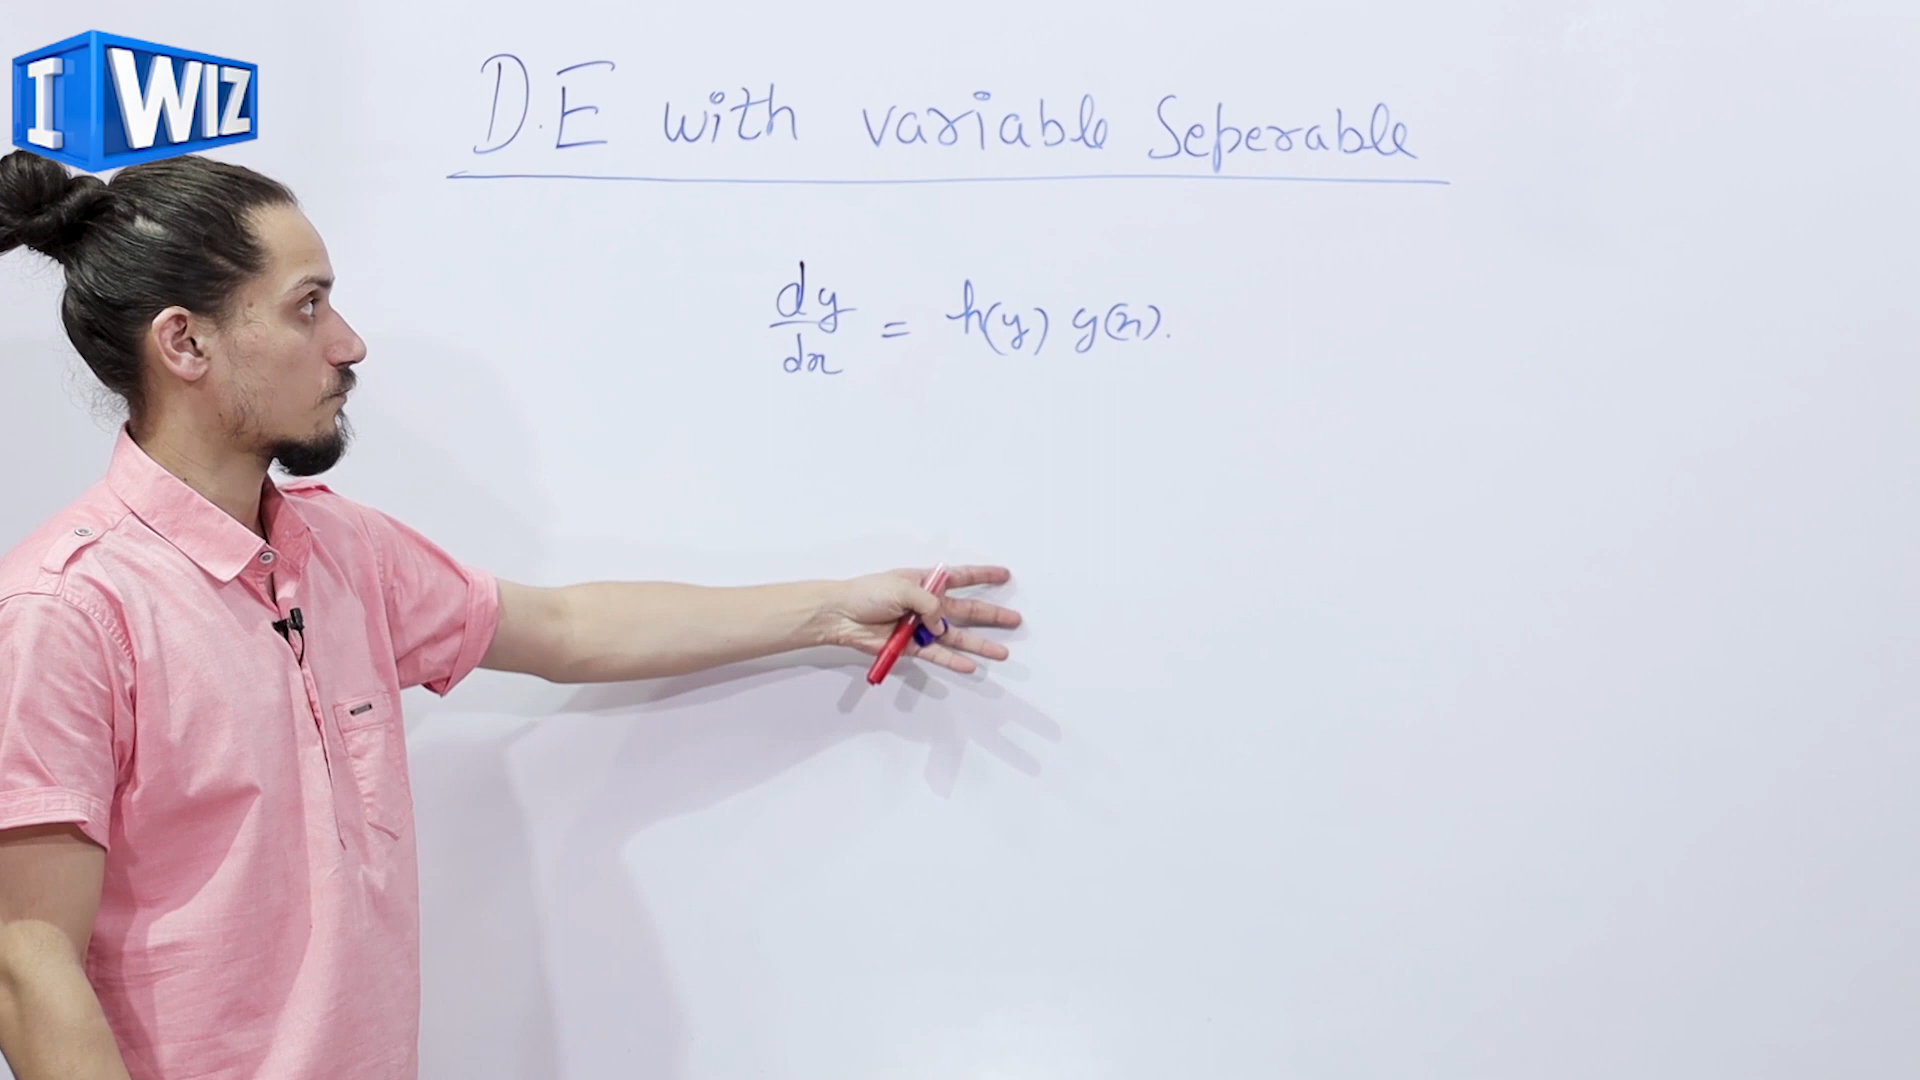 I WIZ
D.E with variable Seperable
dy/dx = h(y) g(x).